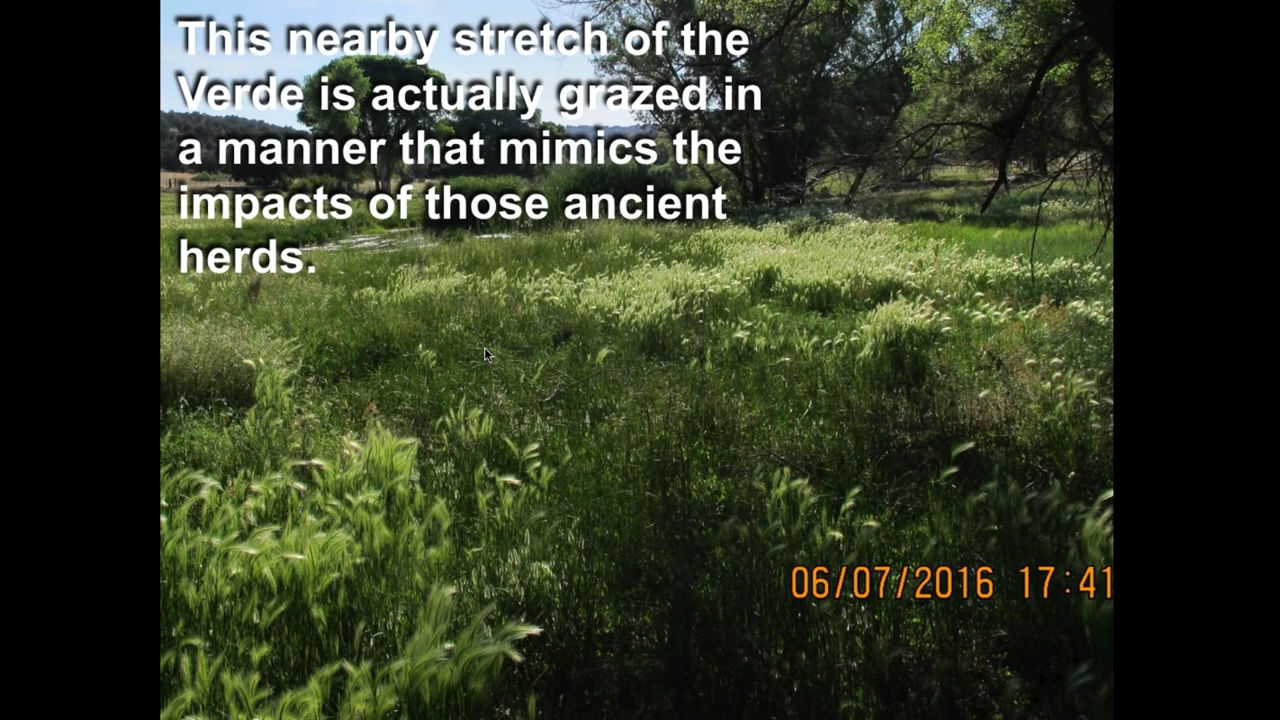 This nearby stretch of the
Verde is actually grazed in
a manner that mimics the
impacts of those ancient
herds.
06/07/2016 17:41